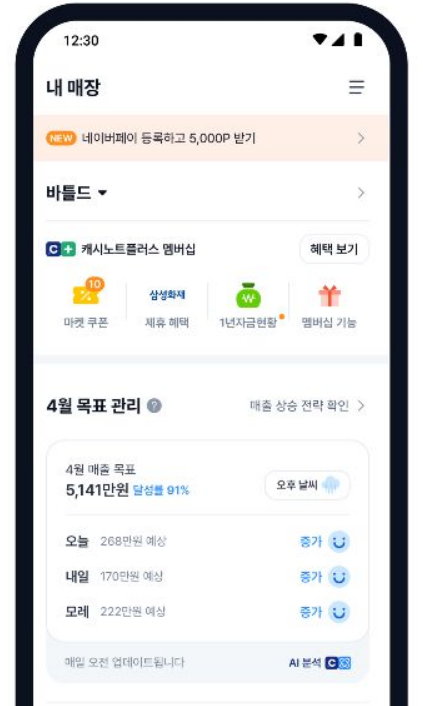 12:30
내 매장
NEW 네이버페이 등록하고 5,000P 받기
바틀드
C+ 캐시노트플러스 멤버십 혜택 보기
10
삼성화재
마켓 쿠폰 제휴 혜택 1년자금현황 멤버십 기능
4월 목표 관리 ? 매출 상승 전략 확인
4월 매출 목표
5,141만원 달성률 91% 오후 날씨
오늘 268만원 예상 증가
내일 170만원 예상 증가
모레 222만원 예상 증가
매일 오전 업데이트됩니다 AI 분석 C